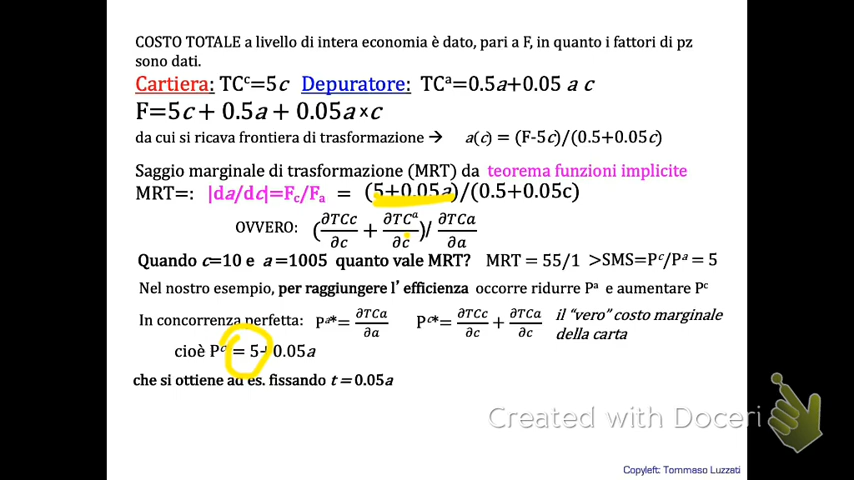 COSTO TOTALE a livello di intera economia è dato, pari a F, in quanto i fattori di pz
sono dati.
Cartiera: TCᶜ=5c Depuratore: TCᵃ=0.5a+0.05 a c
F=5c + 0.5a + 0.05a×c
da cui si ricava frontiera di trasformazione → a(c) = (F-5c)/(0.5+0.05c)
Saggio marginale di trasformazione (MRT) da teorema funzioni implicite
MRT=: |da/dc|=F꜀/Fₐ = (5+0.05a)/(0.5+0.05c)
OVVERO: (∂TCc/∂c + ∂TCᵃ/∂c)/ ∂TCa/∂a
Quando c=10 e a=1005 quanto vale MRT? MRT = 55/1 >SMS=Pᶜ/Pᵃ = 5
Nel nostro esempio, per raggiungere l'efficienza occorre ridurre Pᵃ e aumentare Pᶜ
In concorrenza perfetta: Pᵃ*= ∂TCa/∂a Pᶜ*= ∂TCc/∂c + ∂TCa/∂c il “vero” costo marginale
della carta
cioè Pᶜ = 5+0.05a
che si ottiene ad es. fissando t = 0.05a
Created with Doceri
Copyleft: Tommaso Luzzati